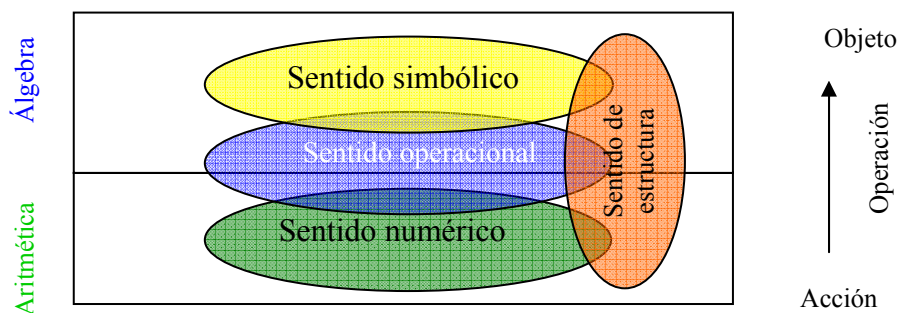 Álgebra
Aritmética
Sentido simbólico
Sentido operacional
Sentido numérico
Sentido de
estructura
Objeto
Operación
Acción